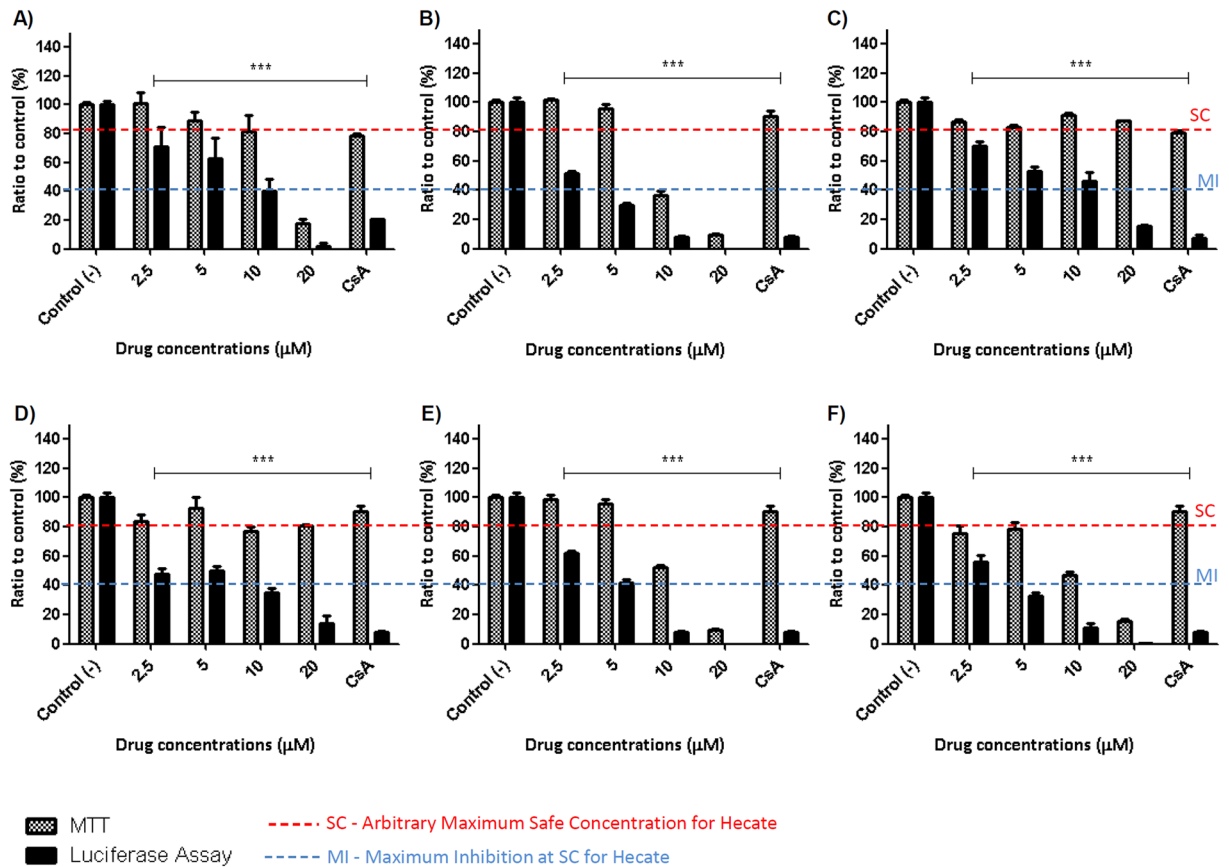 A)
B)
C)
Ratio to control (%)
140
120
100
80
60
40
20
0
***
Control (-)
2.5
5
10
20
CsA
Drug concentrations (µM)
Ratio to control (%)
140
120
100
80
60
40
20
0
***
Control (-)
2.5
5
10
20
CsA
Drug concentrations (µM)
Ratio to control (%)
140
120
100
80
60
40
20
0
***
SC
MI
Control (-)
2.5
5
10
20
CsA
Drug concentrations (µM)
D)
E)
F)
Ratio to control (%)
140
120
100
80
60
40
20
0
***
Control (-)
2.5
5
10
20
CsA
Drug concentrations (µM)
Ratio to control (%)
140
120
100
80
60
40
20
0
***
Control (-)
2.5
5
10
20
CsA
Drug concentrations (µM)
Ratio to control (%)
140
120
100
80
60
40
20
0
***
SC
MI
Control (-)
2.5
5
10
20
CsA
Drug concentrations (µM)
MTT
SC - Arbitrary Maximum Safe Concentration for Hecate
Luciferase Assay
MI - Maximum Inhibition at SC for Hecate